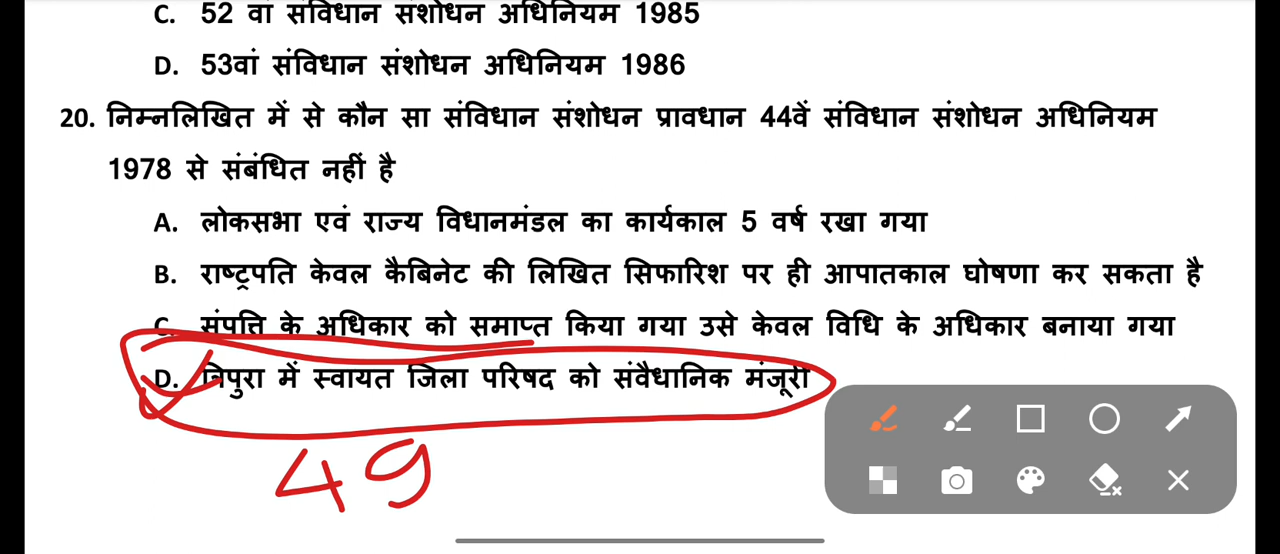 C. 52 वां संविधान संशोधन अधिनियम 1985
D. 53वां संविधान संशोधन अधिनियम 1986
20. निम्नलिखित में से कौन सा संविधान संशोधन प्रावधान 44वें संविधान संशोधन अधिनियम
1978 से संबंधित नहीं है
A. लोकसभा एवं राज्य विधानमंडल का कार्यकाल 5 वर्ष रखा गया
B. राष्ट्रपति केवल कैबिनेट की लिखित सिफारिश पर ही आपातकाल घोषणा कर सकता है
C. संपत्ति के अधिकार को समाप्त किया गया उसे केवल विधि के अधिकार बनाया गया
D. त्रिपुरा में स्वायत जिला परिषद को संवैधानिक मंजूरी
49